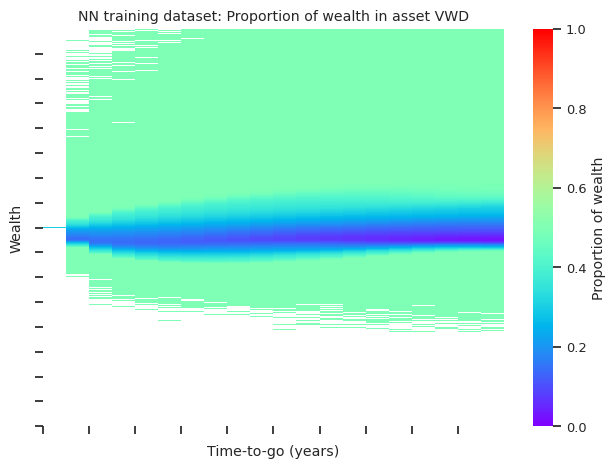 NN training dataset: Proportion of wealth in asset VWD
Wealth
Time-to-go (years)
1.0
0.8
0.6
0.4
0.2
0.0
Proportion of wealth